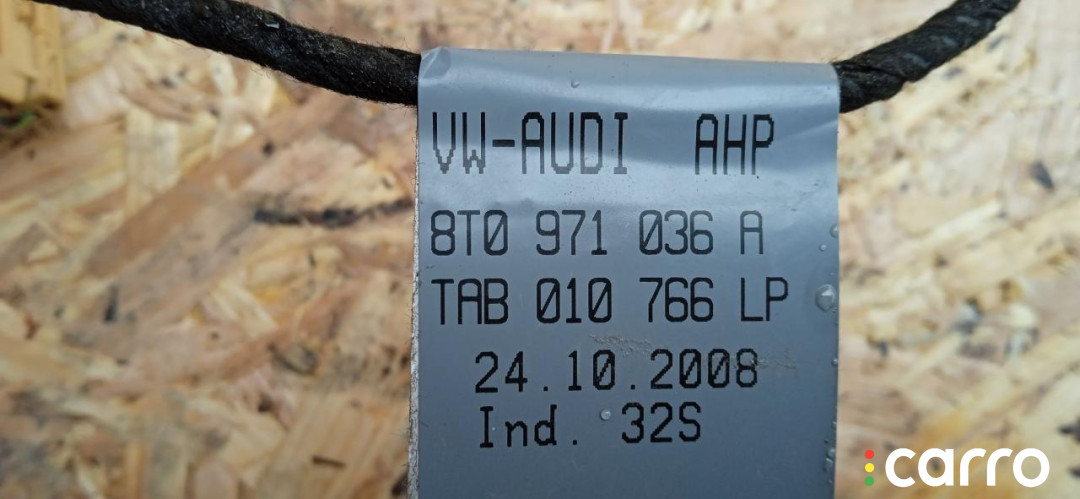 VW-AUDI AHP
8T0 971 036 A
TAB 010 766 LP
24.10.2008
Ind. 32S
carro